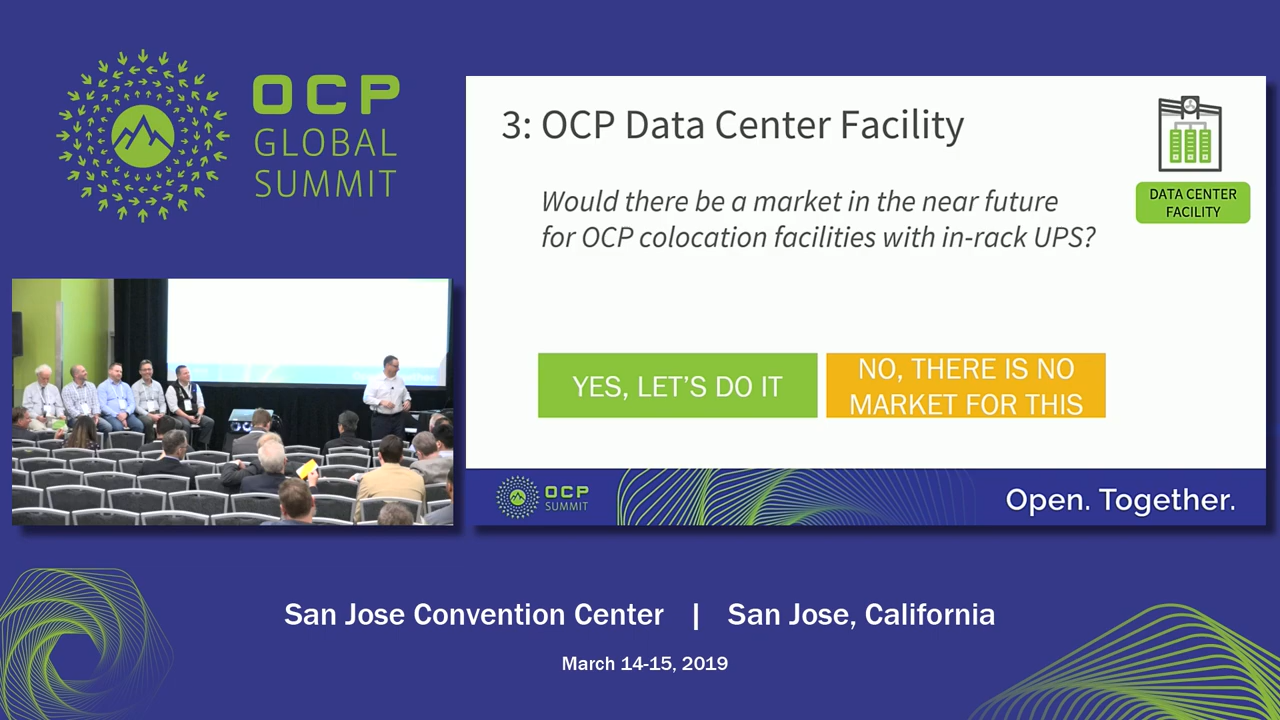 OCP
GLOBAL
SUMMIT
3: OCP Data Center Facility
DATA CENTER
FACILITY
Would there be a market in the near future
for OCP colocation facilities with in-rack UPS?
YES, LET'S DO IT
NO, THERE IS NO
MARKET FOR THIS
OCP
SUMMIT
Open. Together.
San Jose Convention Center | San Jose, California
March 14-15, 2019